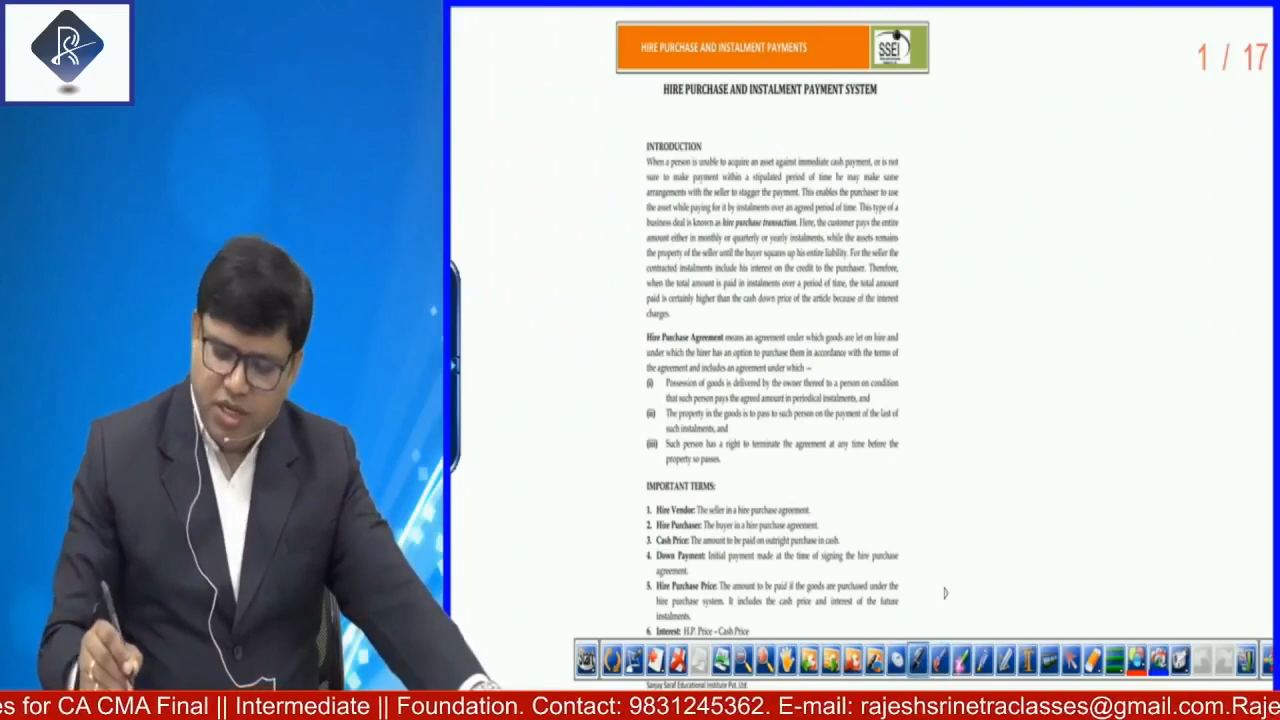 HIRE PURCHASE AND INSTALMENT PAYMENTS
SSEI
1 / 17
HIRE PURCHASE AND INSTALMENT PAYMENT SYSTEM
INTRODUCTION
When a person is unable to acquire an asset against immediate cash payment, or is not
sure to make payment within a stipulated period of time he may make same
arrangements with the seller to stagger the payment. This enables the purchaser to use
the asset while paying for it by instalments over an agreed period of time. This type of a
business deal is known as hire purchase transaction. Here, the customer pays the entire
amount either in monthly or quarterly or yearly instalments, while the assets remains
the property of the seller until the buyer squares up his entire liability. For the seller the
contracted instalments include his interest on the credit to the purchaser. Therefore,
when the total amount is paid in instalments over a period of time, the total amount
paid is certainly higher than the cash down price of the article because of the interest
charges.
Hire Purchase Agreement means an agreement under which goods are let on hire and
under which the hirer has an option to purchase them in accordance with the terms of
the agreement and includes an agreement under which –
(i) Possession of goods is delivered by the owner thereof to a person on condition
that such person pays the agreed amount in periodical instalments, and
(ii) The property in the goods is to pass to such person on the payment of the last of
such instalments, and
(iii) Such person has a right to terminate the agreement at any time before the
property so passes.
IMPORTANT TERMS:
1. Hire Vendor: The seller in a hire purchase agreement.
2. Hire Purchaser: The buyer in a hire purchase agreement.
3. Cash Price: The amount to be paid on outright purchase in cash.
4. Down Payment: Initial payment made at the time of signing the hire purchase
agreement.
5. Hire Purchase Price: The amount to be paid if the goods are purchased under the
hire purchase system. It includes the cash price and interest of the future
instalments.
6. Interest: H.P. Price – Cash Price
Start
Sanjay Saraf Educational Institute Pvt. Ltd.
es for CA CMA Final || Intermediate || Foundation. Contact: 9831245362. E-mail: rajeshsrinetraclasses@gmail.com.Raje